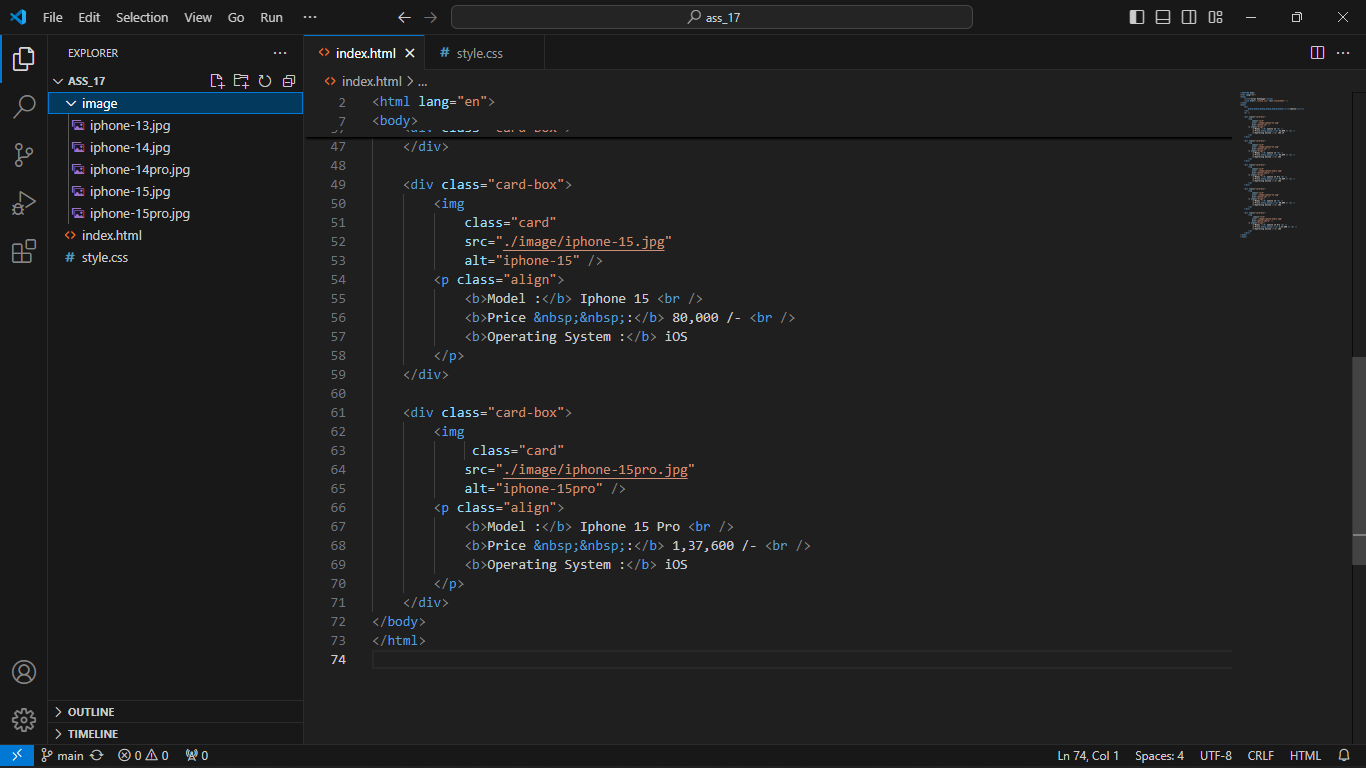 File Edit Selection View Go Run ···
ass_17
EXPLORER ···
ASS_17
image
iphone-13.jpg
iphone-14.jpg
iphone-14pro.jpg
iphone-15.jpg
iphone-15pro.jpg
<> index.html
# style.css
OUTLINE
TIMELINE
<> index.html # style.css ···
<> index.html > ...
2 <html lang="en">
7 <body>
47 </div>
48
49 <div class="card-box">
50 <img
51 class="card"
52 src="./image/iphone-15.jpg"
53 alt="iphone-15" />
54 <p class="align">
55 <b>Model :</b> Iphone 15 <br />
56 <b>Price &nbsp;&nbsp;:</b> 80,000 /- <br />
57 <b>Operating System :</b> iOS
58 </p>
59 </div>
60
61 <div class="card-box">
62 <img
63 class="card"
64 src="./image/iphone-15pro.jpg"
65 alt="iphone-15pro" />
66 <p class="align">
67 <b>Model :</b> Iphone 15 Pro <br />
68 <b>Price &nbsp;&nbsp;:</b> 1,37,600 /- <br />
69 <b>Operating System :</b> iOS
70 </p>
71 </div>
72 </body>
73 </html>
74
main 0 0 0 Ln 74, Col 1 Spaces: 4 UTF-8 CRLF HTML